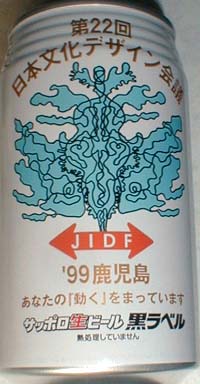 第22回
日本文化デザイン会議
JIDF
'99鹿児島
あなたの「動く」をまっています
サッポロ生ビール 黒ラベル
熱処理していません